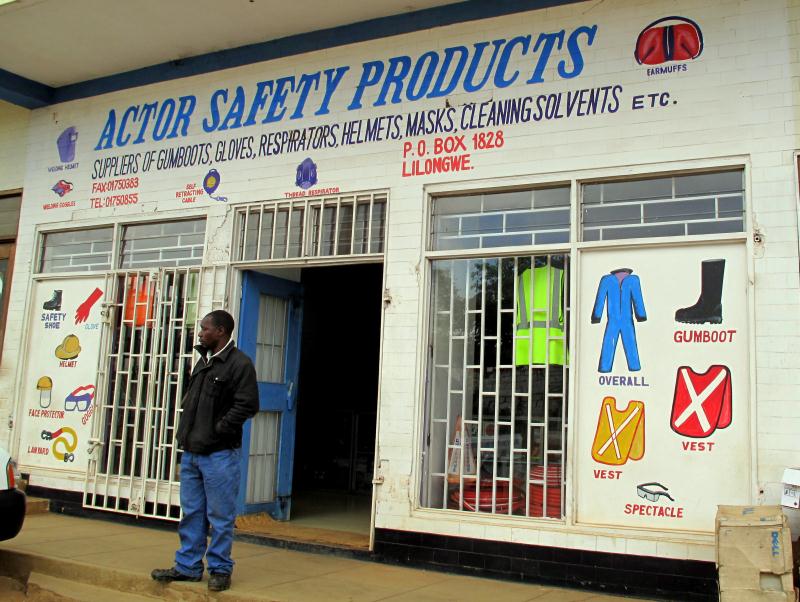 ACTOR SAFETY PRODUCTS
EARMUFFS
SUPPLIERS OF GUMBOOTS, GLOVES, RESPIRATORS, HELMETS, MASKS, CLEANING SOLVENTS ETC.
P.O. BOX 1828
LILONGWE.
WELDING HELMET
WELDING GOGGLES
FAX:01750383
TEL:01750855
SELF
RETRACTING
CABLE
THREAD RESPIRATOR
SAFETY
SHOE
GLOVE
HELMET
FACE PROTECTOR
LANYARD
OVERALL
GUMBOOT
VEST
VEST
SPECTACLE
DELL